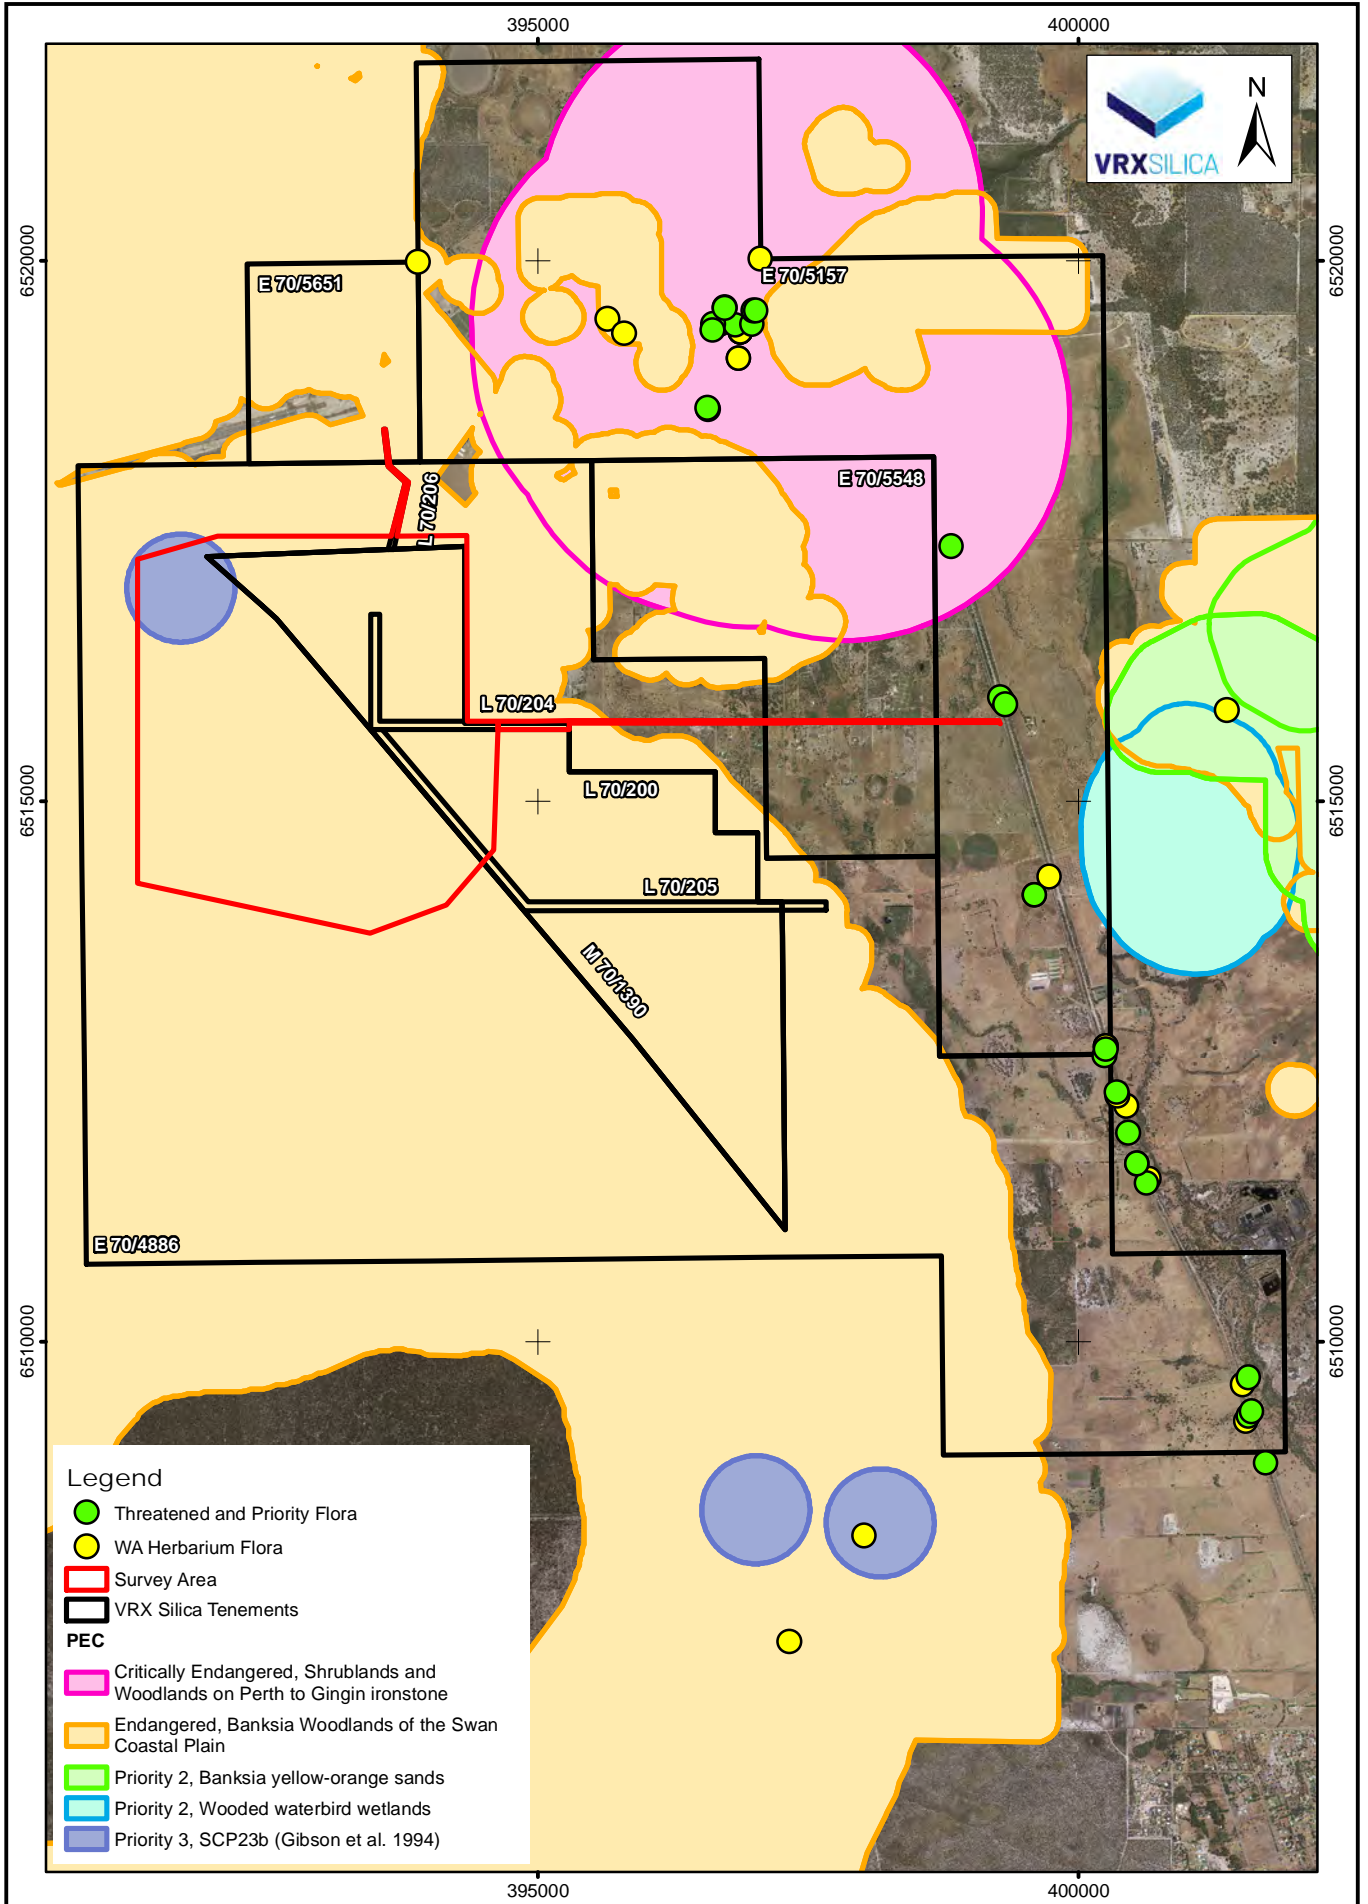 395000
400000
N
VRXSILICA
6520000
6520000
E 70/5651
E 70/5157
E 70/5548
L 70/206
L 70/204
L 70/200
6515000
6515000
L 70/205
M 70/1390
E 70/4886
6510000
6510000
Legend
Threatened and Priority Flora
WA Herbarium Flora
Survey Area
VRX Silica Tenements
PEC
Critically Endangered, Shrublands and
Woodlands on Perth to Gingin ironstone
Endangered, Banksia Woodlands of the Swan
Coastal Plain
Priority 2, Banksia yellow-orange sands
Priority 2, Wooded waterbird wetlands
Priority 3, SCP23b (Gibson et al. 1994)
395000
400000